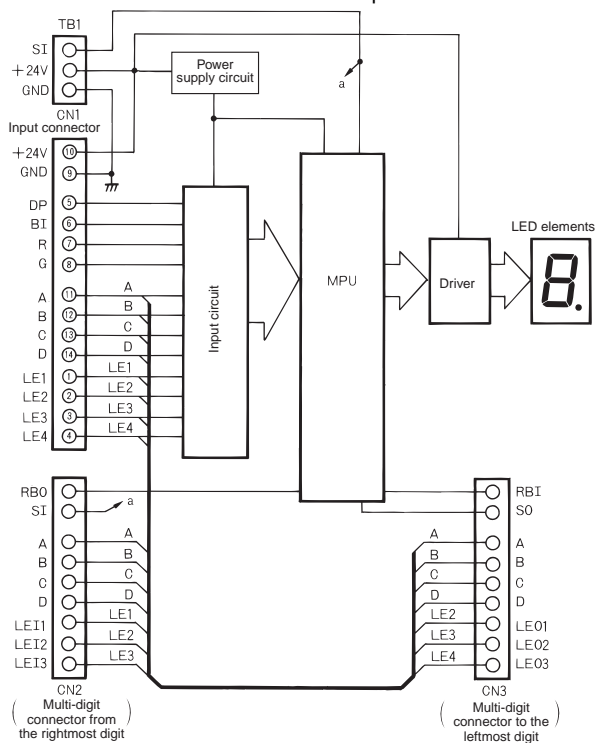 TB1
SI
+24V
GND
Power
supply circuit
a
CN1
Input connector
+24V 10
GND 9
DP 5
BI 6
R 7
G 8
A 11 A
B 12 B
C 13 C
D 14 D
LE1 1 LE1
LE2 2 LE2
LE3 3 LE3
LE4 4 LE4
Input circuit
MPU
Driver
LED elements
8.
RBO
SI a
A A
B B
C C
D D
LEI1 LE1
LEI2 LE2
LEI3 LE3
CN2
( Multi-digit
connector from
the rightmost digit )
RBI
SO
A A
B B
C C
D D
LE2 LEO1
LE3 LEO2
LE4 LEO3
CN3
( Multi-digit
connector to the
leftmost digit )